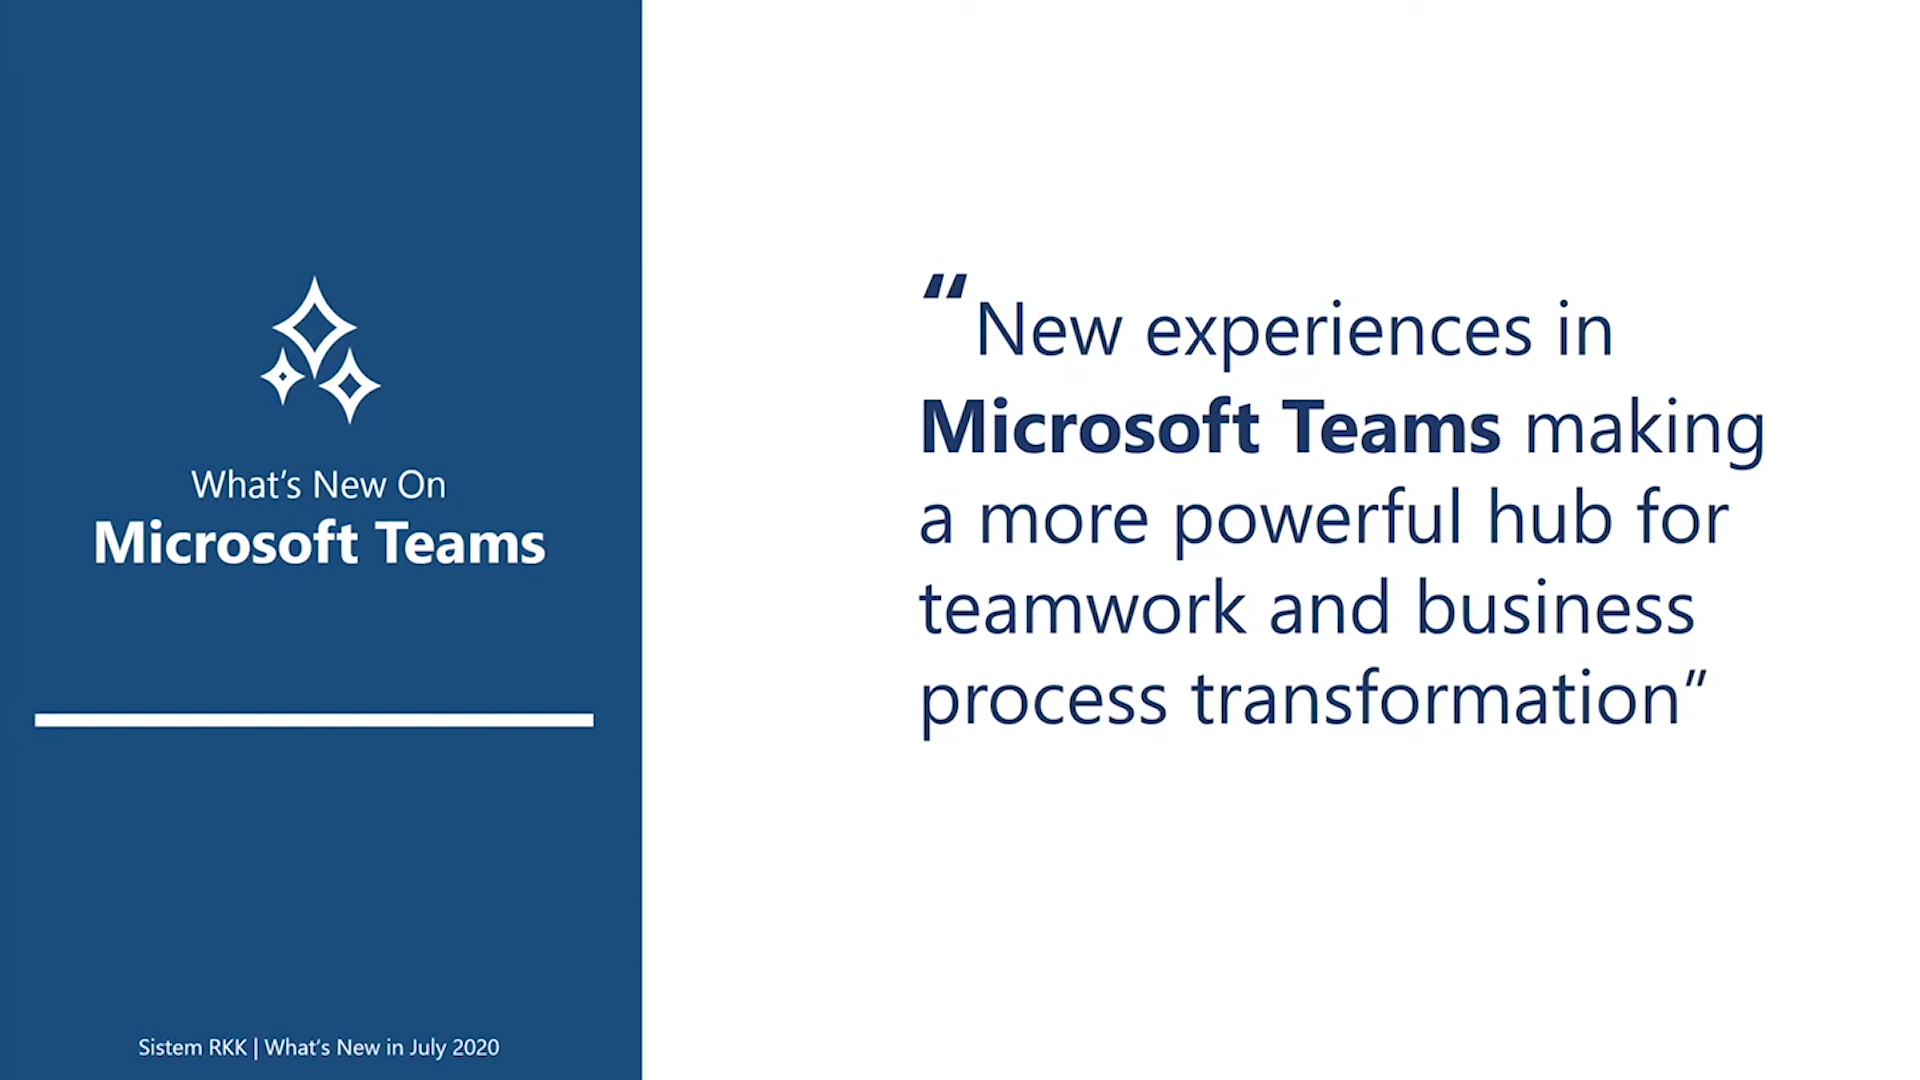 What’s New On
Microsoft Teams
Sistem RKK | What’s New in July 2020
“New experiences in
Microsoft Teams making
a more powerful hub for
teamwork and business
process transformation”